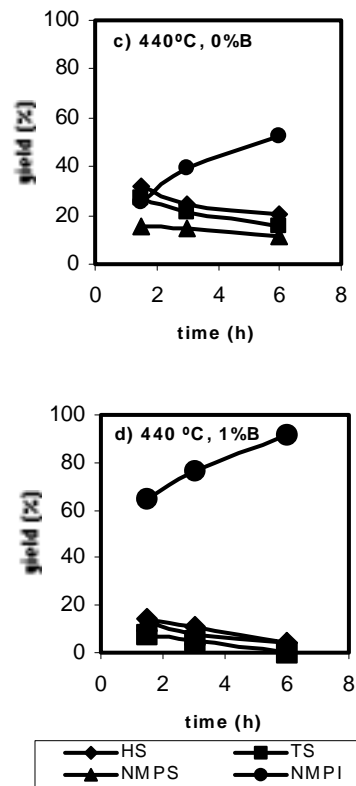 c) 440ºC, 0%B
yield (%)
100
80
60
40
20
0
0 2 4 6 8
time (h)
d) 440 ºC, 1%B
yield (%)
100
80
60
40
20
0
0 2 4 6 8
time (h)
HS TS
NMPS NMPI